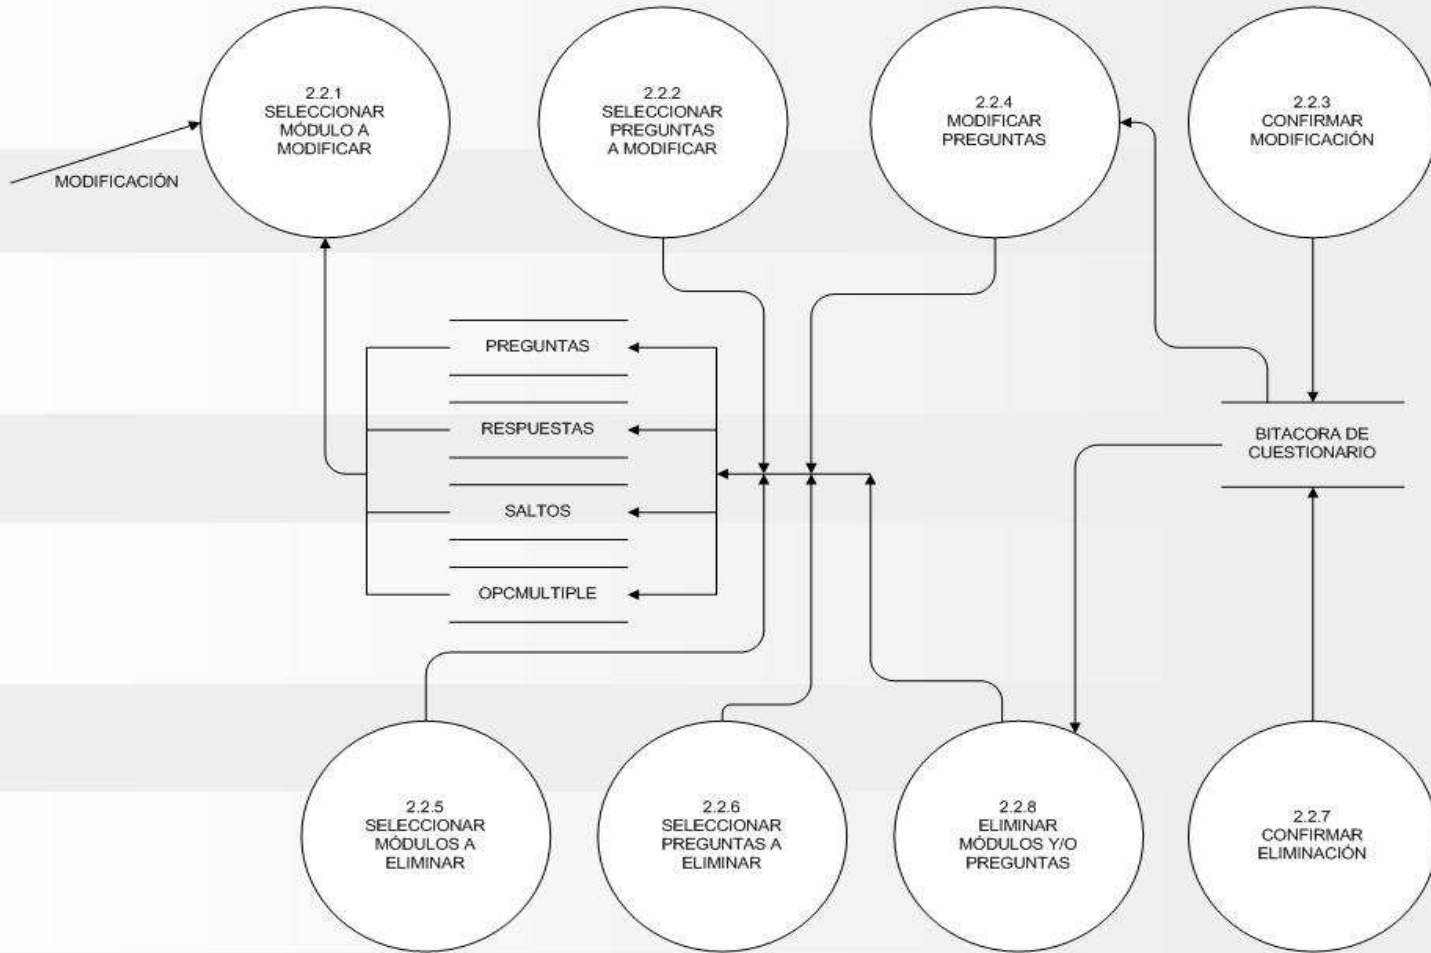 2.2.1
SELECCIONAR
MÓDULO A
MODIFICAR
2.2.2
SELECCIONAR
PREGUNTAS
A MODIFICAR
2.2.4
MODIFICAR
PREGUNTAS
2.2.3
CONFIRMAR
MODIFICACIÓN
MODIFICACIÓN
PREGUNTAS
RESPUESTAS
SALTOS
OPCMULTIPLE
BITACORA DE
CUESTIONARIO
2.2.5
SELECCIONAR
MÓDULOS A
ELIMINAR
2.2.6
SELECCIONAR
PREGUNTAS A
ELIMINAR
2.2.8
ELIMINAR
MÓDULOS Y/O
PREGUNTAS
2.2.7
CONFIRMAR
ELIMINACIÓN